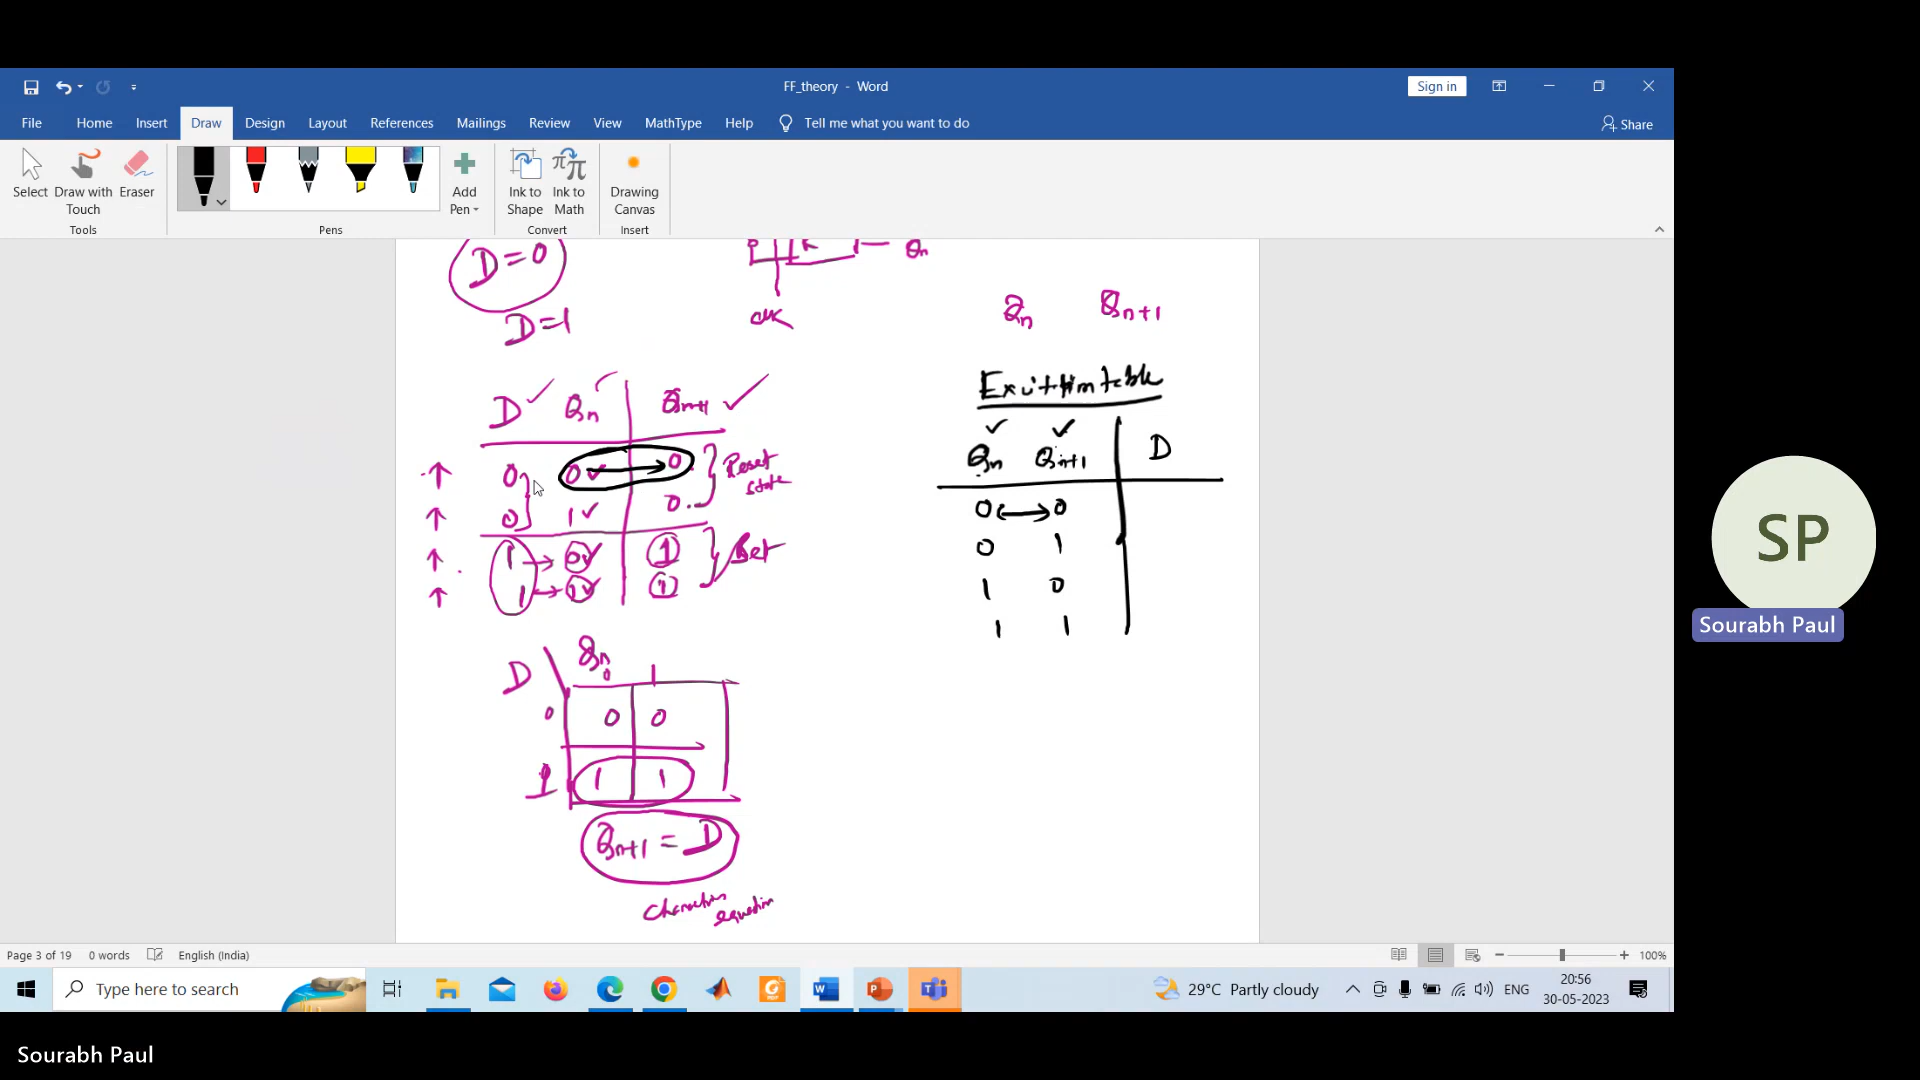 FF_theory - Word
Sign in
File Home Insert Draw Design Layout References Mailings Review View MathType Help Tell me what you want to do
Share
Select Draw with Touch Eraser
Add Pen
Ink to Shape Ink to Math
Drawing Canvas
Tools Pens Convert Insert
D=0
K Qn
D=1
clk
Qn Qn+1
D Qn Qn+1
0 0 0
0 1 0
Reset state
1 0 1
1 1 1
Set
table
Qn Qn+1 D
0 0
0 1
1 0
1 1
D Qn
0 1
0 0 0
1 1 1
Qn+1 = D
equation
SP
Sourabh Paul
Page 3 of 19 0 words English (India)
100%
Type here to search
29°C Partly cloudy
ENG
20:56
30-05-2023
Sourabh Paul